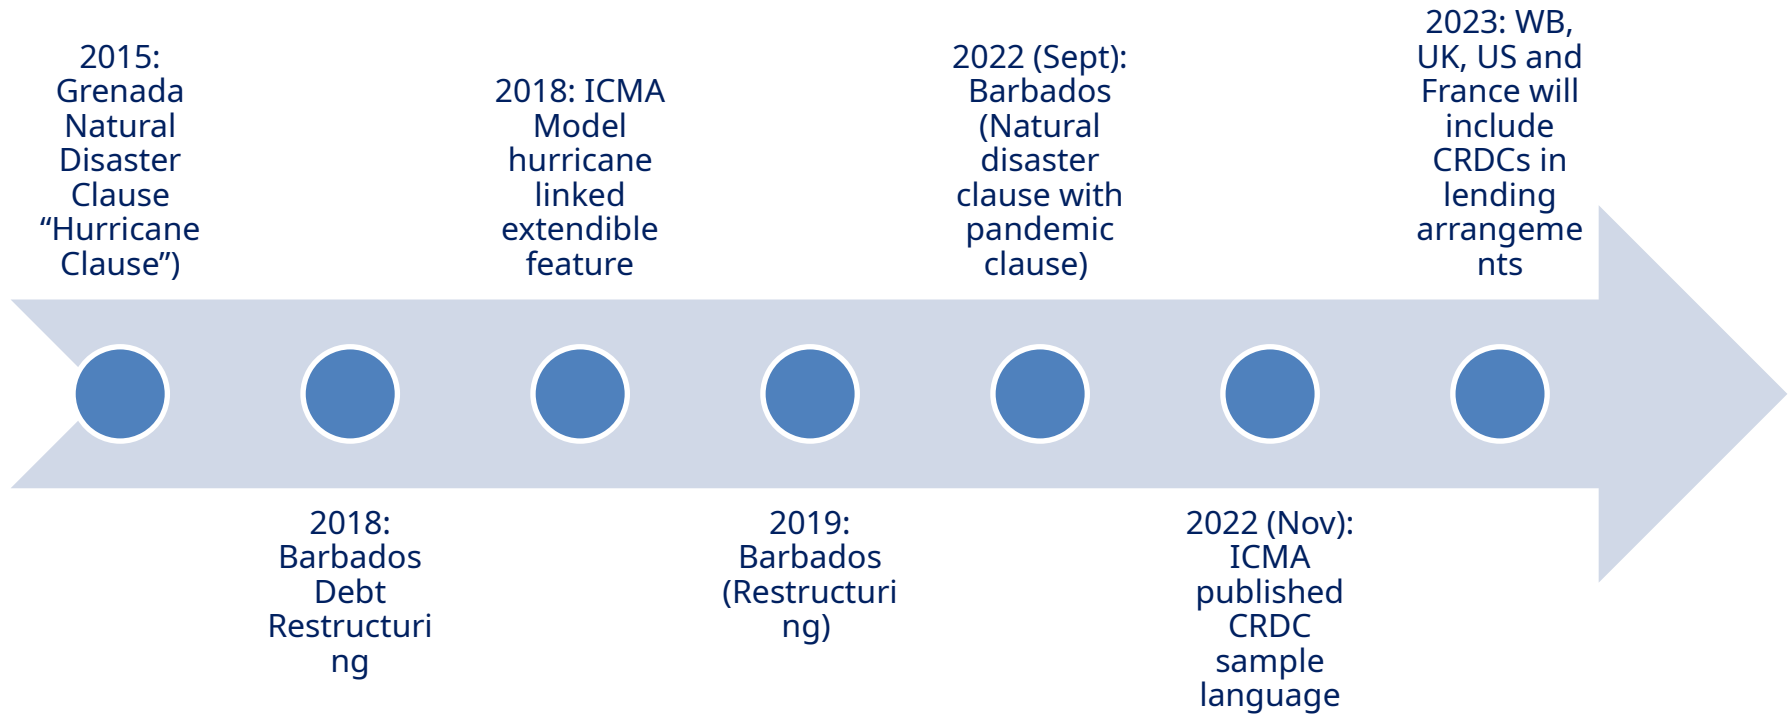 2015:
Grenada
Natural
Disaster
Clause
“Hurricane
Clause”)
2018:
Barbados
Debt
Restructuri
ng
2018: ICMA
Model
hurricane
linked
extendible
feature
2019:
Barbados
(Restructuri
ng)
2022 (Sept):
Barbados
(Natural
disaster
clause with
pandemic
clause)
2022 (Nov):
ICMA
published
CRDC
sample
language
2023: WB,
UK, US and
France will
include
CRDCs in
lending
arrangeme
nts